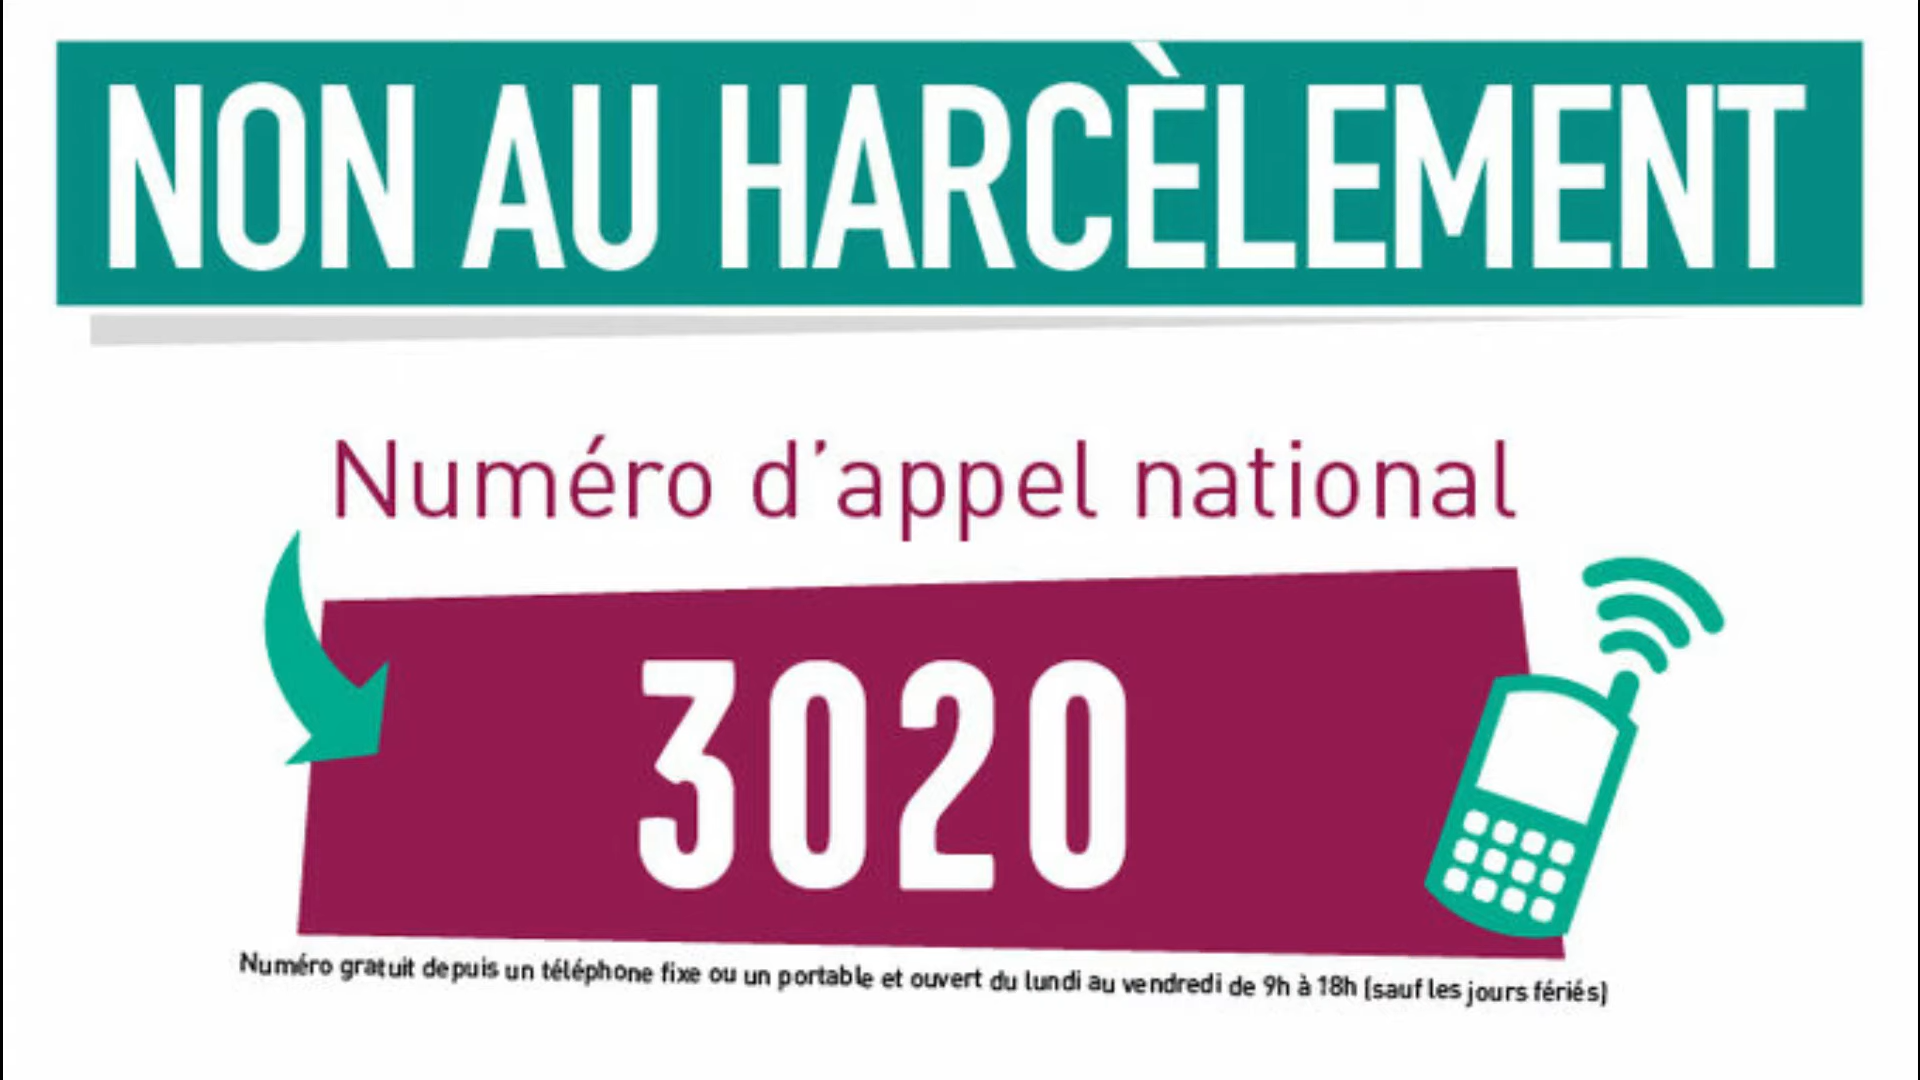 NON AU HARCÈLEMENT
Numéro d'appel national
3020
Numéro gratuit depuis un téléphone fixe ou un portable et ouvert du lundi au vendredi de 9h à 18h (sauf les jours fériés)